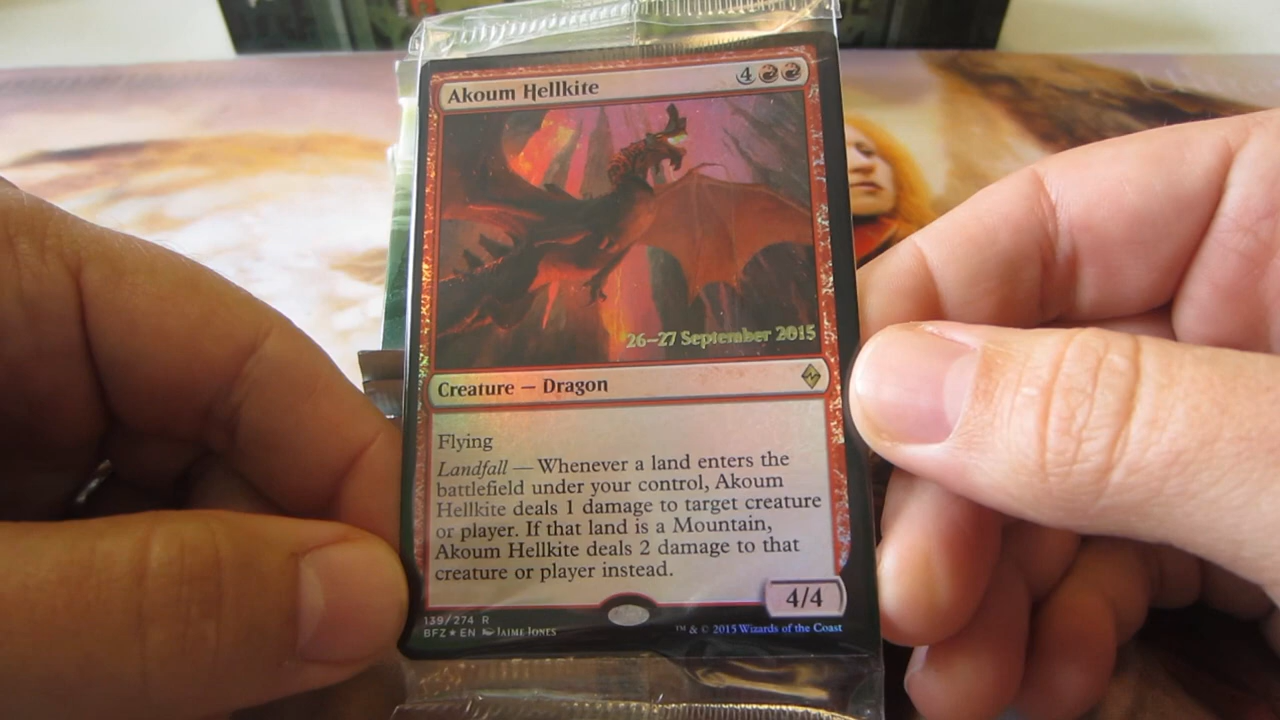 Akoum Hellkite 4
26–27 September 2015
Creature — Dragon
Flying
Landfall — Whenever a land enters the
battlefield under your control, Akoum
Hellkite deals 1 damage to target creature
or player. If that land is a Mountain,
Akoum Hellkite deals 2 damage to that
creature or player instead.
4/4
139/274 R
BFZ ★ EN JAIME JONES
™ & © 2015 Wizards of the Coast